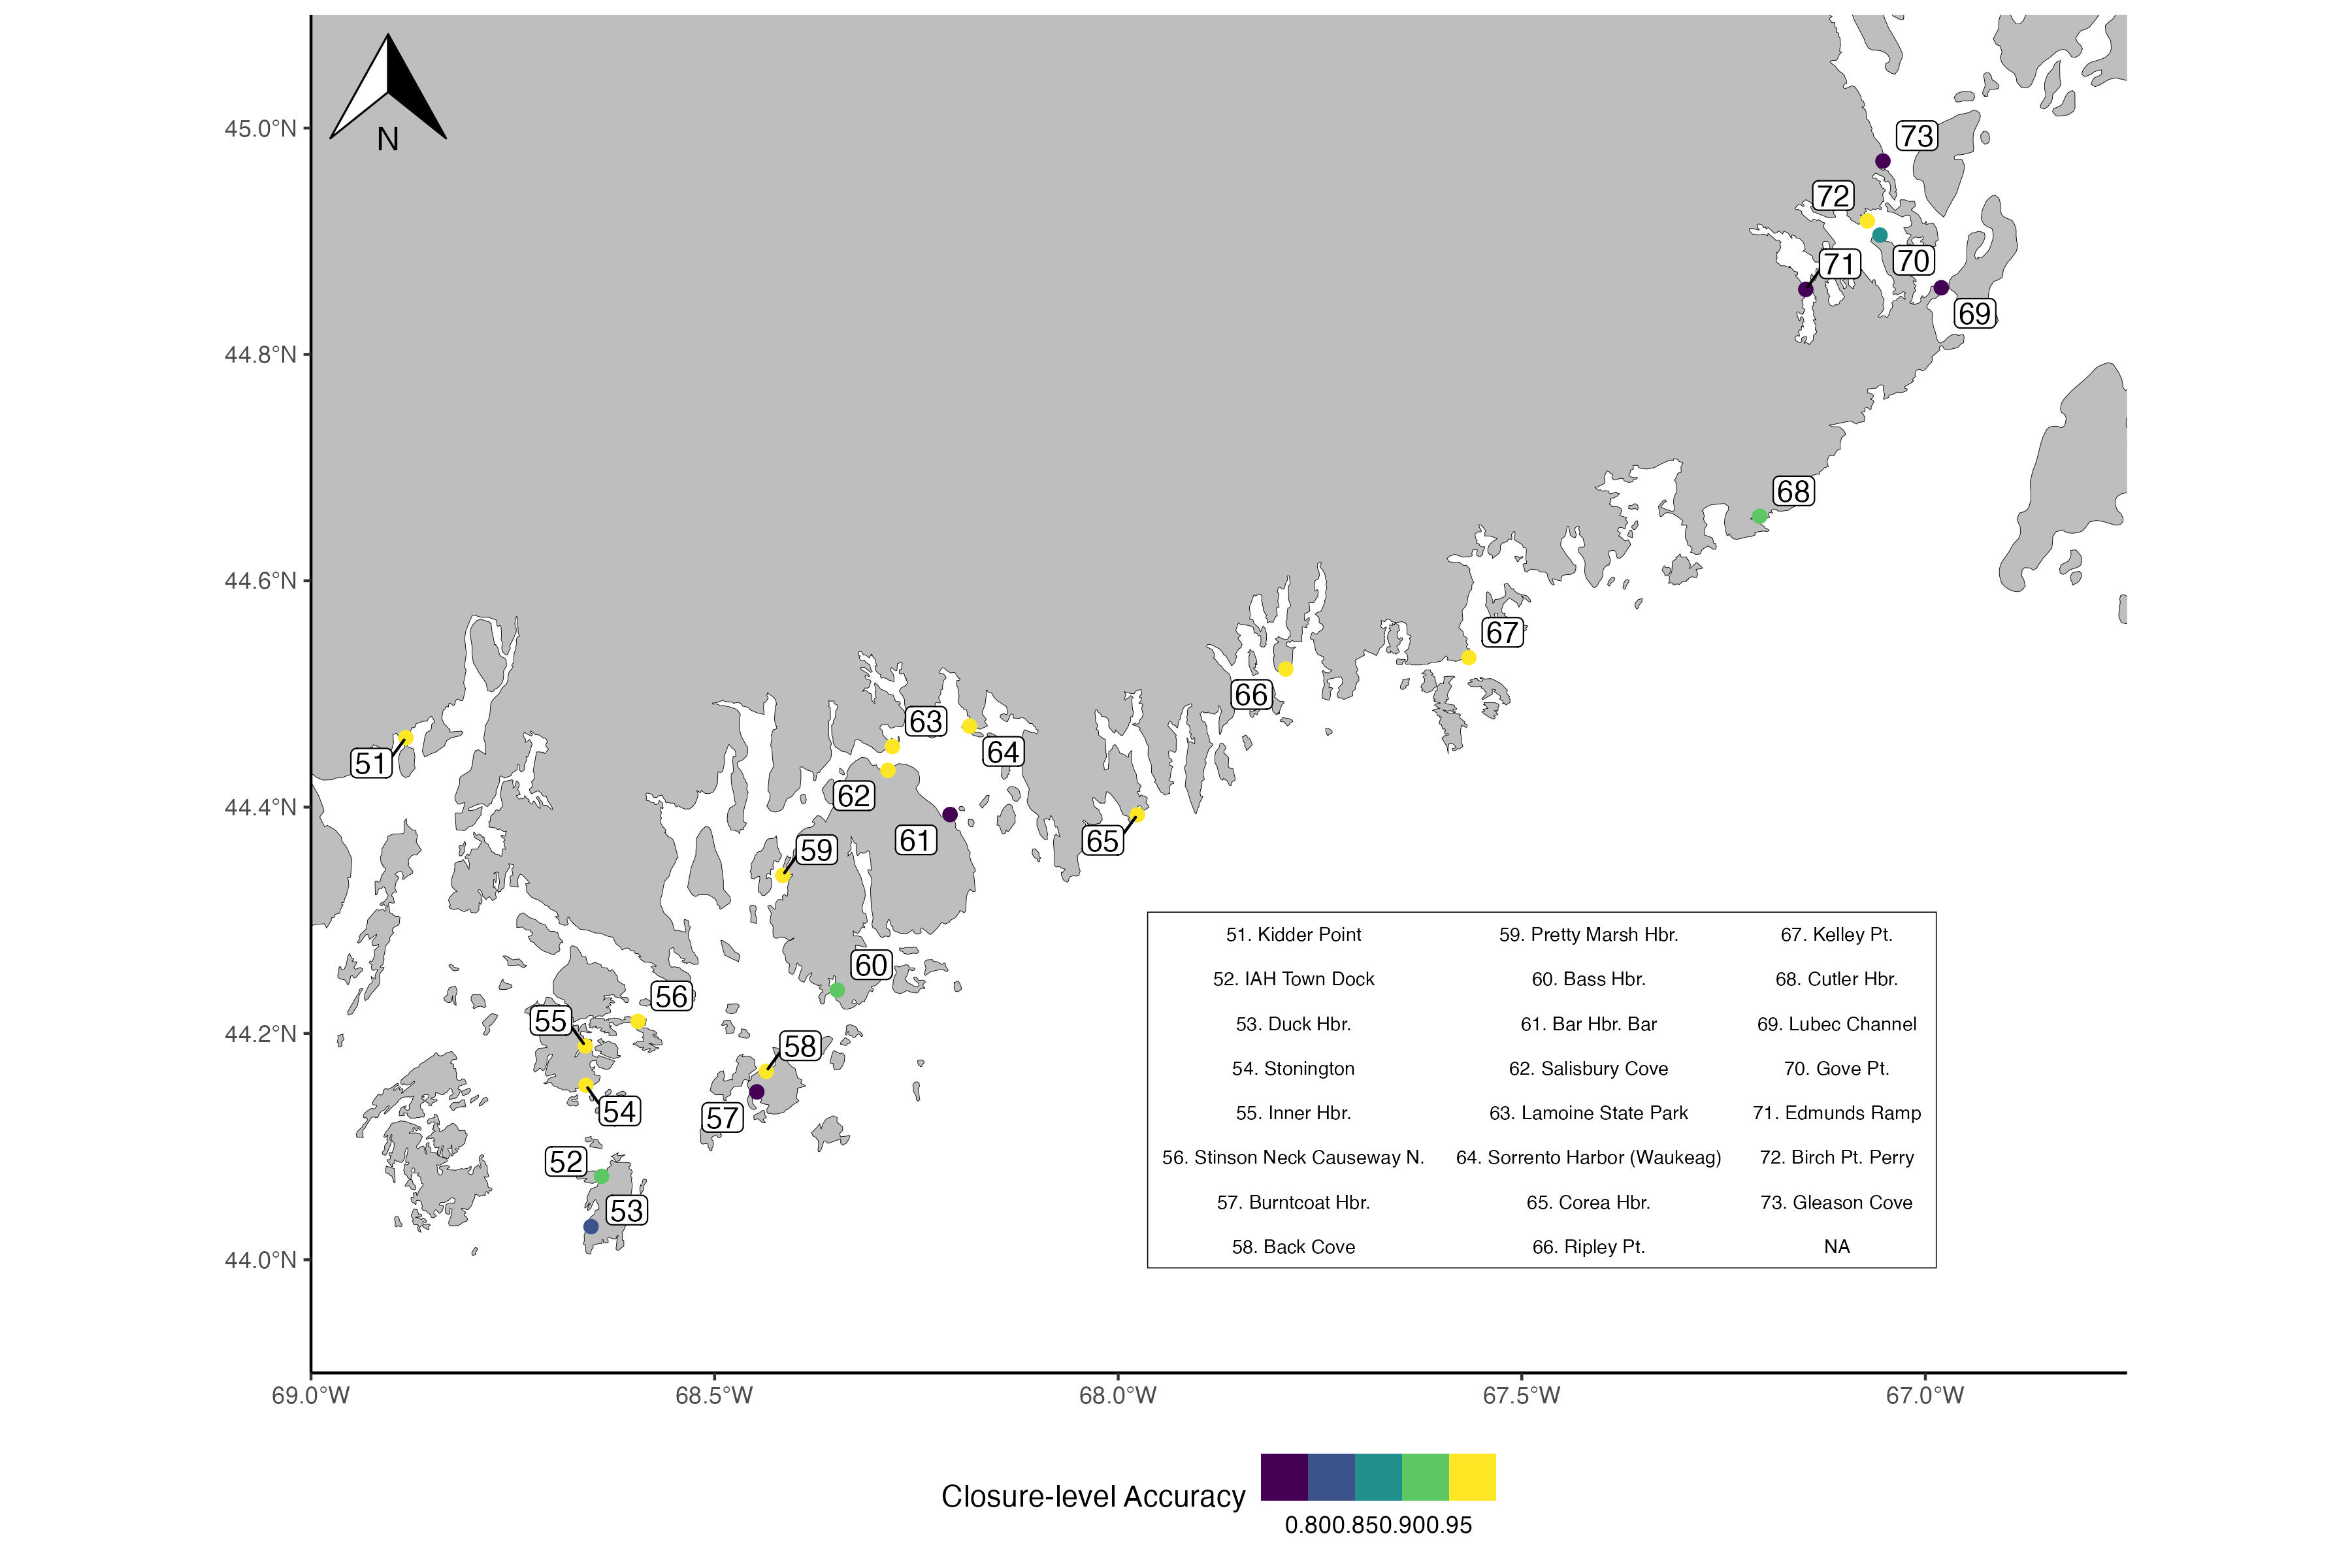 N
45.0°N
44.8°N
44.6°N
44.4°N
44.2°N
44.0°N
73
72
71
70
69
68
67
66
63
64
51
62
61
65
59
60
56
55
58
54
57
52
53
51. Kidder Point
59. Pretty Marsh Hbr.
67. Kelley Pt.
52. IAH Town Dock
60. Bass Hbr.
68. Cutler Hbr.
53. Duck Hbr.
61. Bar Hbr. Bar
69. Lubec Channel
54. Stonington
62. Salisbury Cove
70. Gove Pt.
55. Inner Hbr.
63. Lamoine State Park
71. Edmunds Ramp
56. Stinson Neck Causeway N.
64. Sorrento Harbor (Waukeag)
72. Birch Pt. Perry
57. Burntcoat Hbr.
65. Corea Hbr.
73. Gleason Cove
58. Back Cove
66. Ripley Pt.
NA
69.0°W
68.5°W
68.0°W
67.5°W
67.0°W
Closure-level Accuracy
0.800.850.900.95